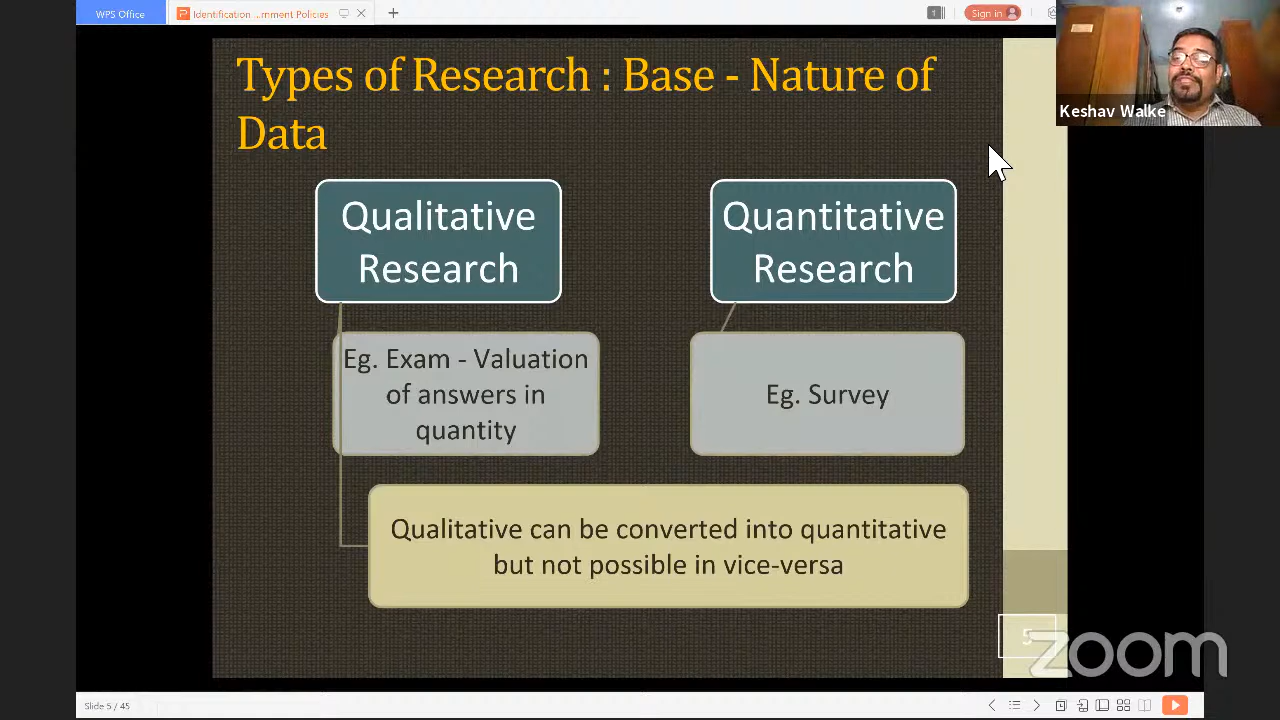 WPS Office
Identification ...rnment Policies
1
Sign in
Types of Research : Base - Nature of
Data
Keshav Walke
Qualitative
Research
Quantitative
Research
Eg. Exam - Valuation
of answers in
quantity
Eg. Survey
Qualitative can be converted into quantitative
but not possible in vice-versa
5
zoom
Slide 5 / 45